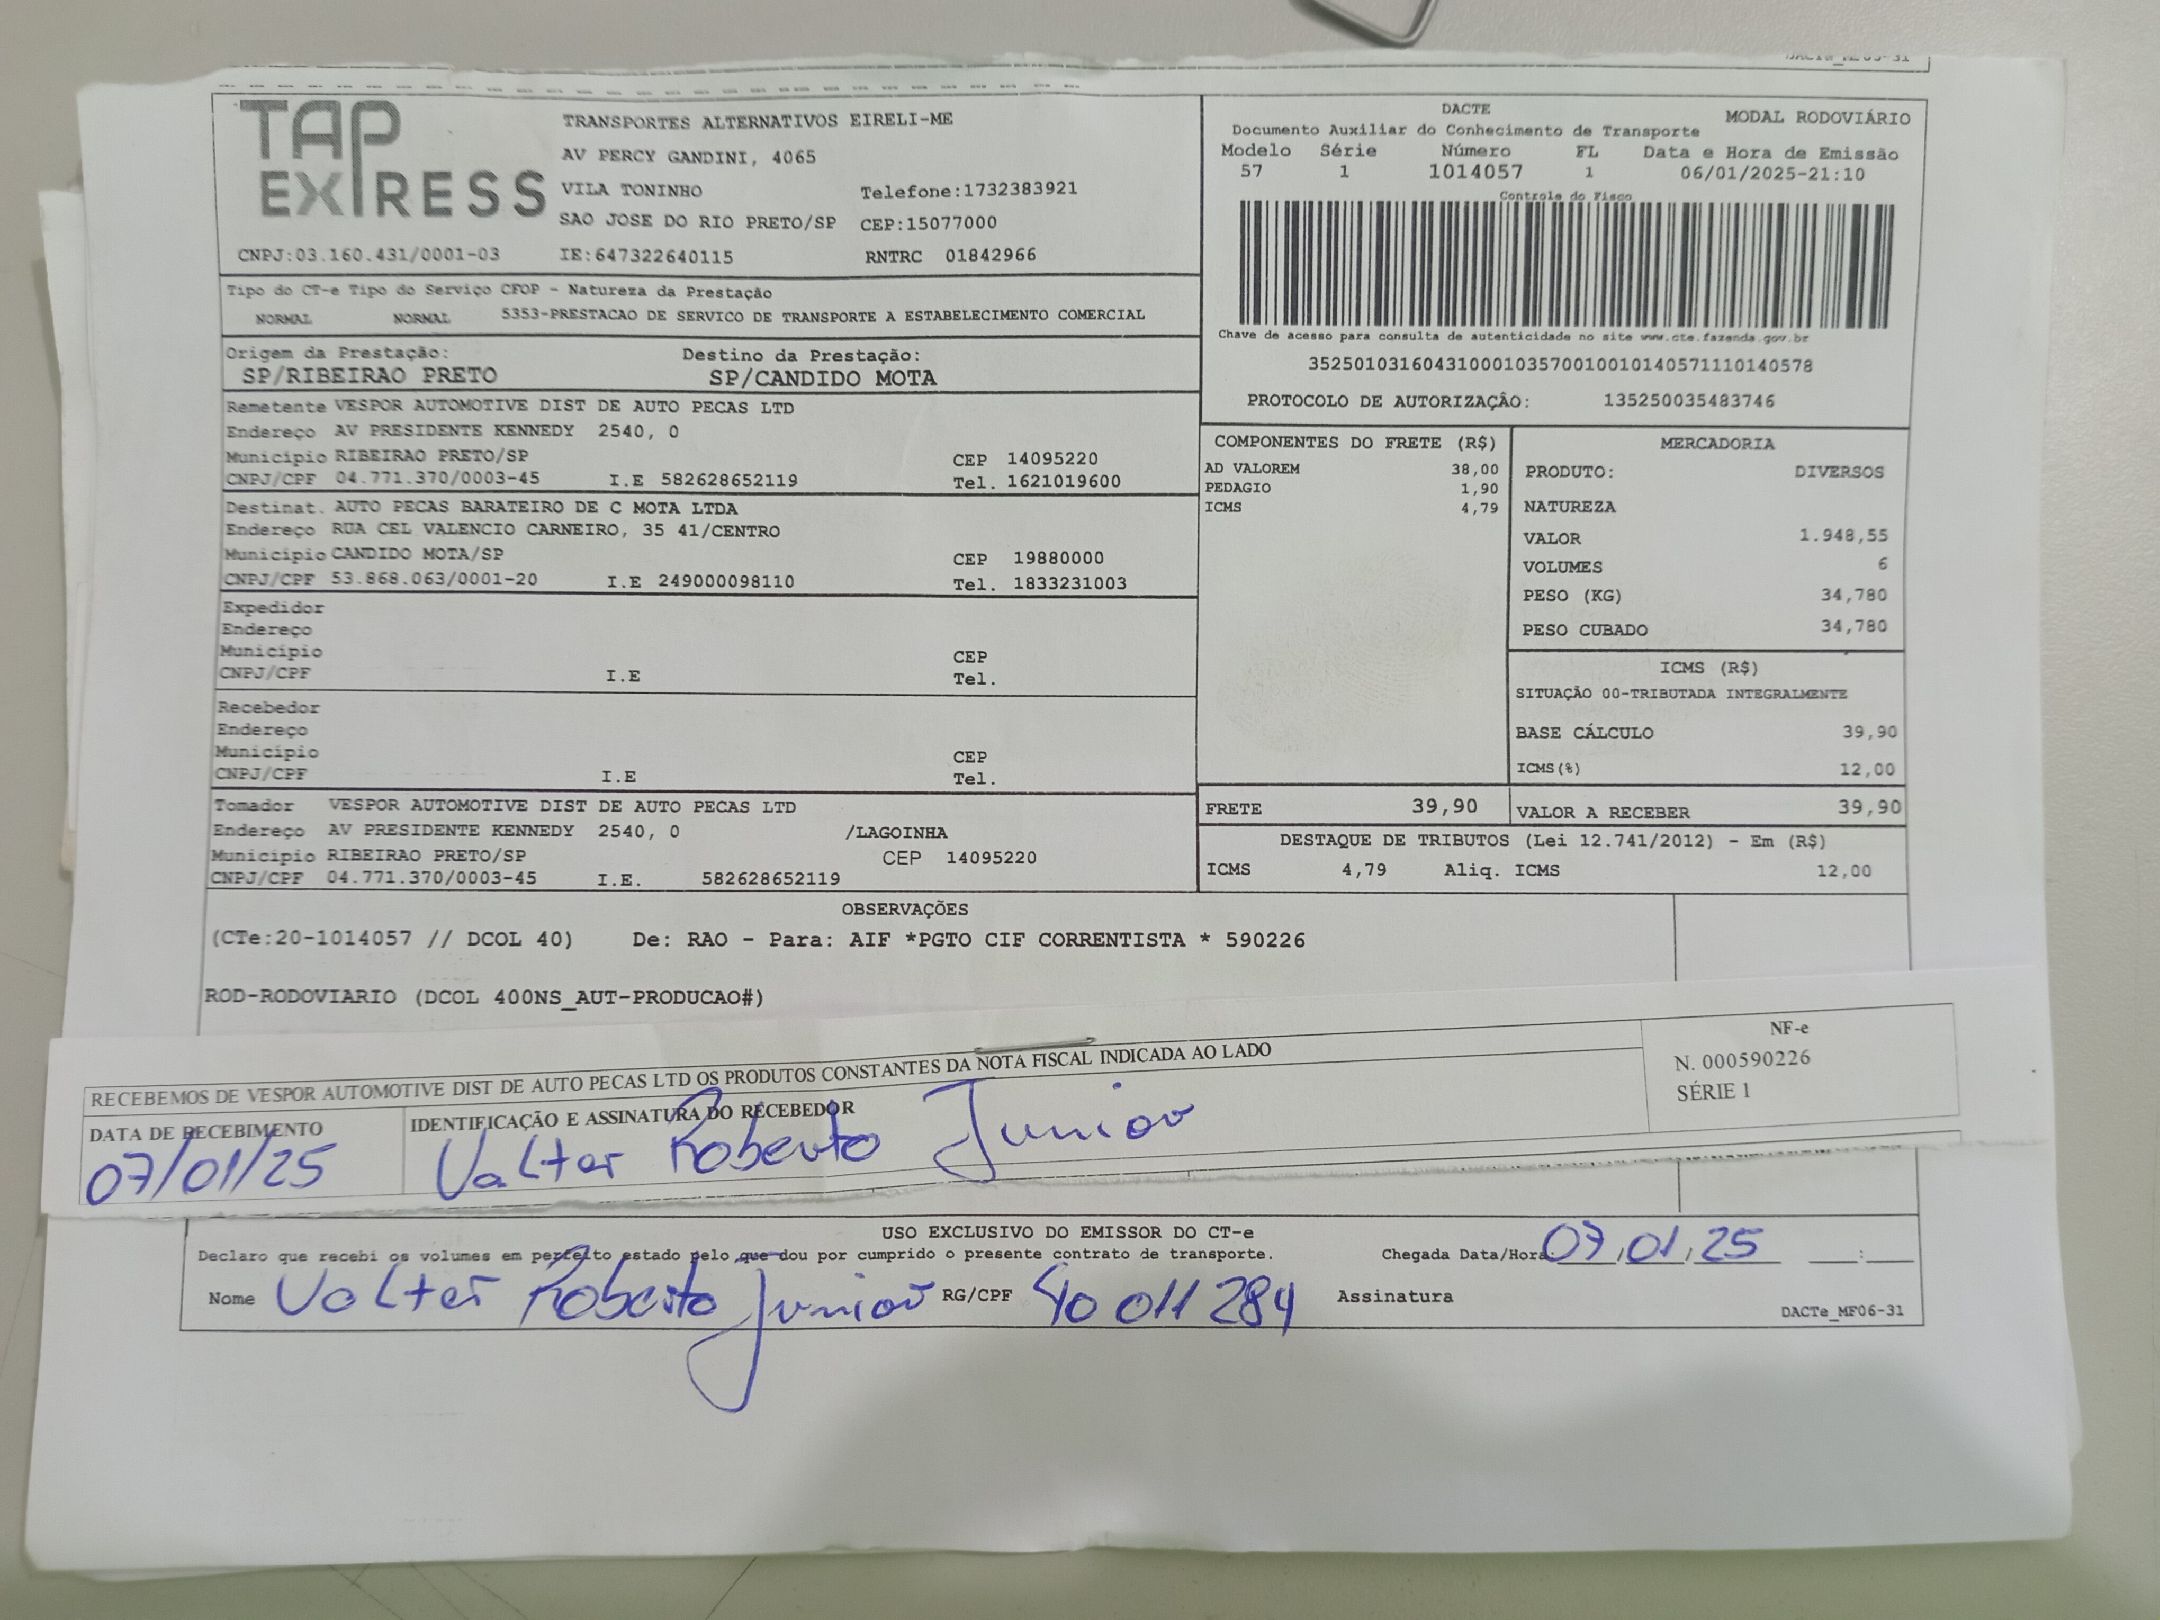 DACTe_MF05-31
TAP
EXPRESS
TRANSPORTES ALTERNATIVOS EIRELI-ME
AV PERCY GANDINI, 4065
VILA TONINHO Telefone:1732383921
SAO JOSE DO RIO PRETO/SP CEP:15077000
CNPJ:03.160.431/0001-03 IE:647322640115 RNTRC 01842966
DACTE MODAL RODOVIÁRIO
Documento Auxiliar do Conhecimento de Transporte
Modelo Série Número FL Data e Hora de Emissão
57 1 1014057 1 06/01/2025-21:10
Controle do Fisco
Chave de acesso para consulta de autenticidade no site www.cte.fazenda.gov.br
35250103160431000103570010010140571110140578
PROTOCOLO DE AUTORIZAÇÃO: 135250035483746
Tipo do CT-e Tipo do Serviço CFOP - Natureza da Prestação
NORMAL NORMAL 5353-PRESTACAO DE SERVICO DE TRANSPORTE A ESTABELECIMENTO COMERCIAL
Origem da Prestação: Destino da Prestação:
SP/RIBEIRAO PRETO SP/CANDIDO MOTA
Remetente VESPOR AUTOMOTIVE DIST DE AUTO PECAS LTD
Endereço AV PRESIDENTE KENNEDY 2540, 0
Município RIBEIRAO PRETO/SP CEP 14095220
CNPJ/CPF 04.771.370/0003-45 I.E 582628652119 Tel. 1621019600
Destinat. AUTO PECAS BARATEIRO DE C MOTA LTDA
Endereço RUA CEL VALENCIO CARNEIRO, 35 41/CENTRO
Município CANDIDO MOTA/SP CEP 19880000
CNPJ/CPF 53.868.063/0001-20 I.E 249000098110 Tel. 1833231003
Expedidor
Endereço
Município CEP
CNPJ/CPF I.E Tel.
Recebedor
Endereço
Município CEP
CNPJ/CPF I.E Tel.
Tomador VESPOR AUTOMOTIVE DIST DE AUTO PECAS LTD
Endereço AV PRESIDENTE KENNEDY 2540, 0 /LAGOINHA
Município RIBEIRAO PRETO/SP CEP 14095220
CNPJ/CPF 04.771.370/0003-45 I.E. 582628652119
COMPONENTES DO FRETE (R$)
AD VALOREM 38,00
PEDAGIO 1,90
ICMS 4,79
MERCADORIA
PRODUTO: DIVERSOS
NATUREZA
VALOR 1.948,55
VOLUMES 6
PESO (KG) 34,780
PESO CUBADO 34,780
ICMS (R$)
SITUAÇÃO 00-TRIBUTADA INTEGRALMENTE
BASE CÁLCULO 39,90
ICMS(%) 12,00
FRETE 39,90 VALOR A RECEBER 39,90
DESTAQUE DE TRIBUTOS (Lei 12.741/2012) - Em (R$)
ICMS 4,79 Aliq. ICMS 12,00
OBSERVAÇÕES
(CTe:20-1014057 // DCOL 40) De: RAO - Para: AIF *PGTO CIF CORRENTISTA * 590226
ROD-RODOVIARIO (DCOL 400NS_AUT-PRODUCAO#)
RECEBEMOS DE VESPOR AUTOMOTIVE DIST DE AUTO PECAS LTD OS PRODUTOS CONSTANTES DA NOTA FISCAL INDICADA AO LADO
NF-e
N. 000590226
SÉRIE 1
DATA DE RECEBIMENTO IDENTIFICAÇÃO E ASSINATURA DO RECEBEDOR
07/01/25 Valter Roberto Junior
USO EXCLUSIVO DO EMISSOR DO CT-e
Declaro que recebi os volumes em perfeito estado pelo que dou por cumprido o presente contrato de transporte. Chegada Data/Hora: 07/01/25 :
Nome Valter Roberto Junior RG/CPF 40 011 284 Assinatura
DACTe_MF06-31